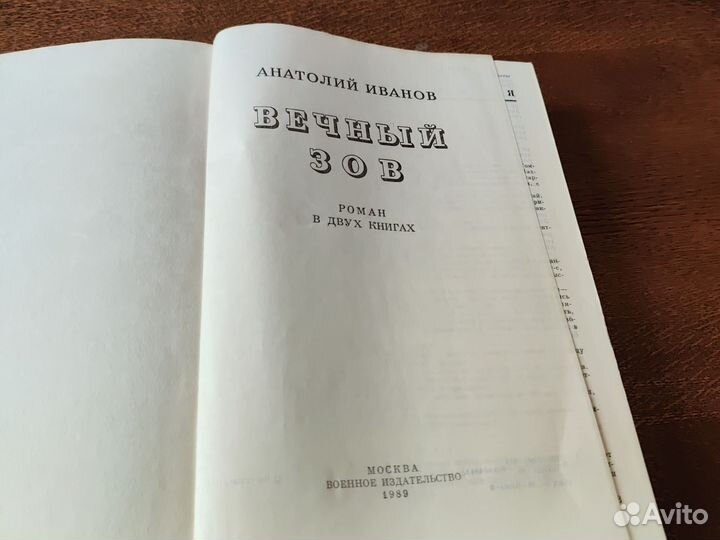 АНАТОЛИЙ ИВАНОВ
ВЕЧНЫЙ
ЗОВ
РОМАН
В ДВУХ КНИГАХ
МОСКВА
ВОЕННОЕ ИЗДАТЕЛЬСТВО
1989
Я
Avito